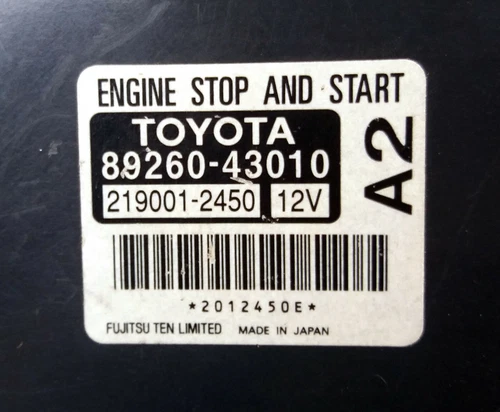 ENGINE STOP AND START
TOYOTA
89260-43010
219001-2450 12V
A2
*2012450E*
FUJITSU TEN LIMITED MADE IN JAPAN